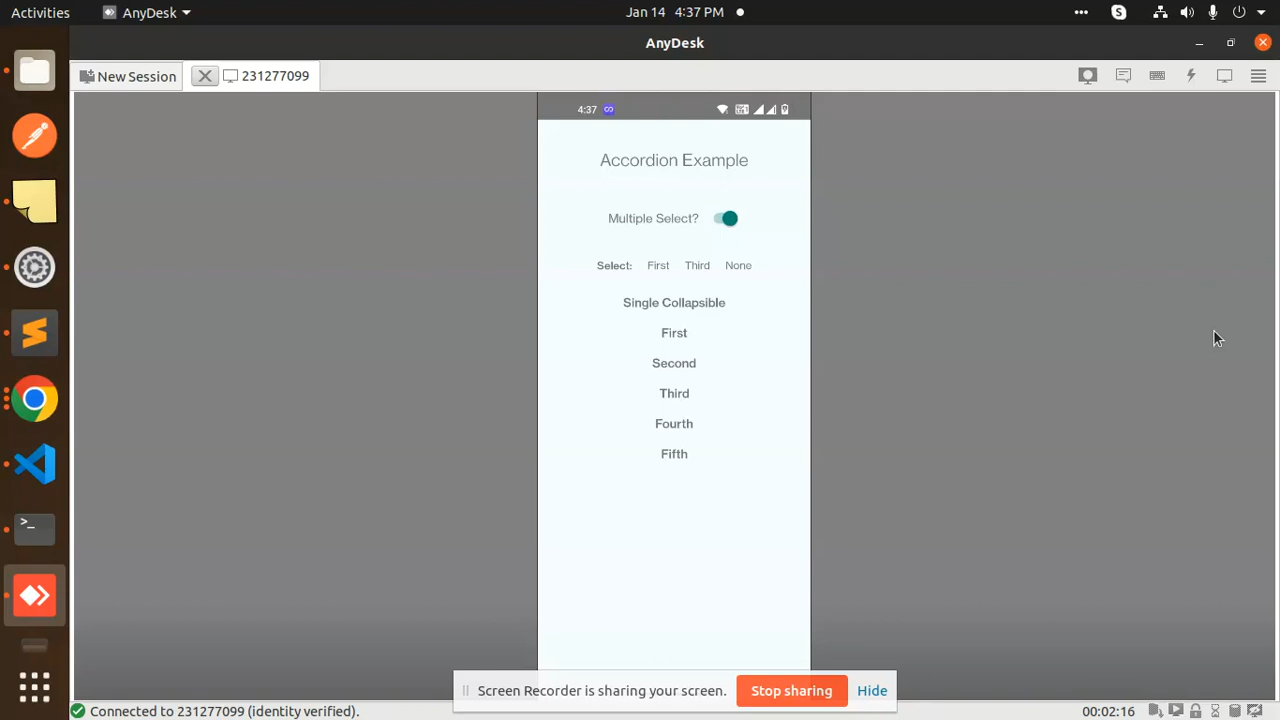 Activities AnyDesk Jan 14 4:37 PM
AnyDesk
New Session 231277099
4:37
Accordion Example
Multiple Select?
Select: First Third None
Single Collapsible
First
Second
Third
Fourth
Fifth
Screen Recorder is sharing your screen. Stop sharing Hide
Connected to 231277099 (identity verified). 00:02:16